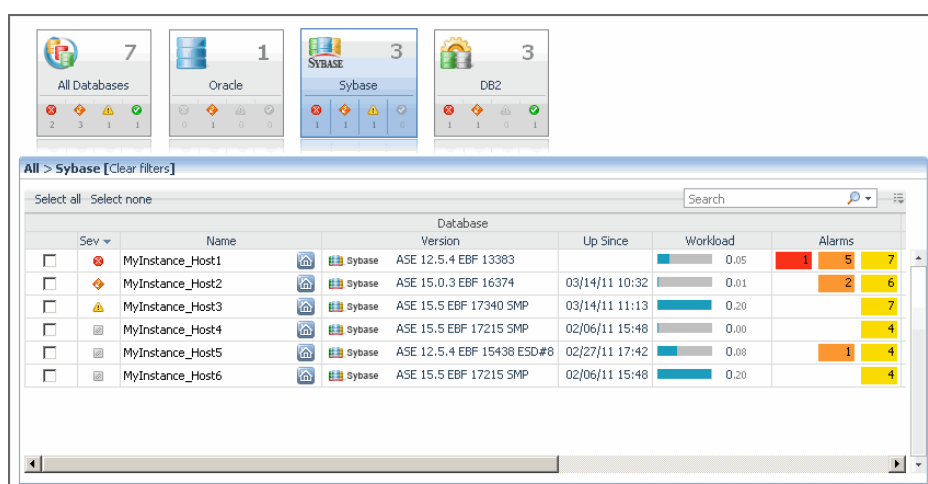 7 1 SYBASE 3 3
All Databases Oracle Sybase DB2
2 3 1 1 0 1 0 0 1 1 1 0 1 1 0 1
All > Sybase [Clear filters]
Select all Select none Search
Database
Sev Name Version Up Since Workload Alarms
MyInstance_Host1 Sybase ASE 12.5.4 EBF 13383 0.05 1 5 7
MyInstance_Host2 Sybase ASE 15.0.3 EBF 16374 03/14/11 10:32 0.01 2 6
MyInstance_Host3 Sybase ASE 15.5 EBF 17340 SMP 03/14/11 11:13 0.20 7
MyInstance_Host4 Sybase ASE 15.5 EBF 17215 SMP 02/06/11 15:48 0.00 4
MyInstance_Host5 Sybase ASE 12.5.4 EBF 15438 ESD#8 02/27/11 17:42 0.08 1 4
MyInstance_Host6 Sybase ASE 15.5 EBF 17215 SMP 02/06/11 15:48 0.20 4